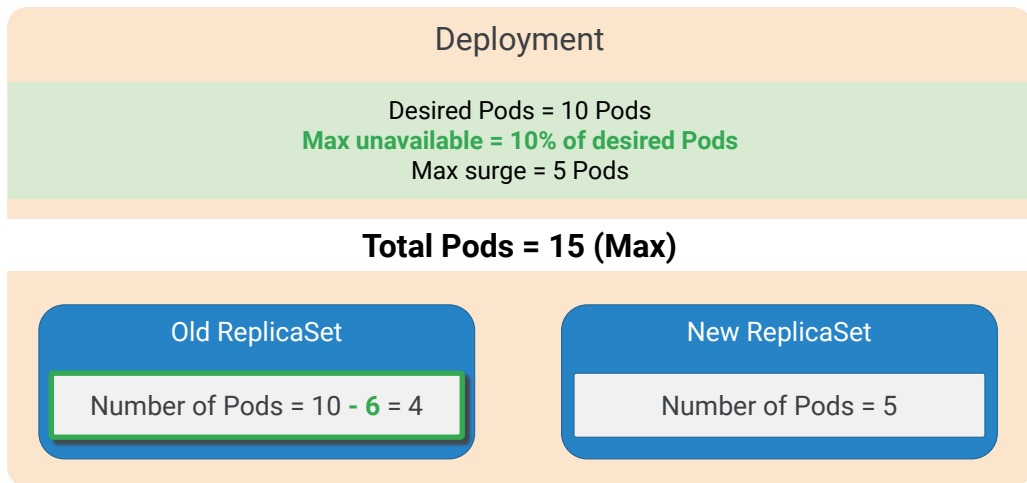 Deployment
Desired Pods = 10 Pods
Max unavailable = 10% of desired Pods
Max surge = 5 Pods
Total Pods = 15 (Max)
Old ReplicaSet
Number of Pods = 10 - 6 = 4
New ReplicaSet
Number of Pods = 5